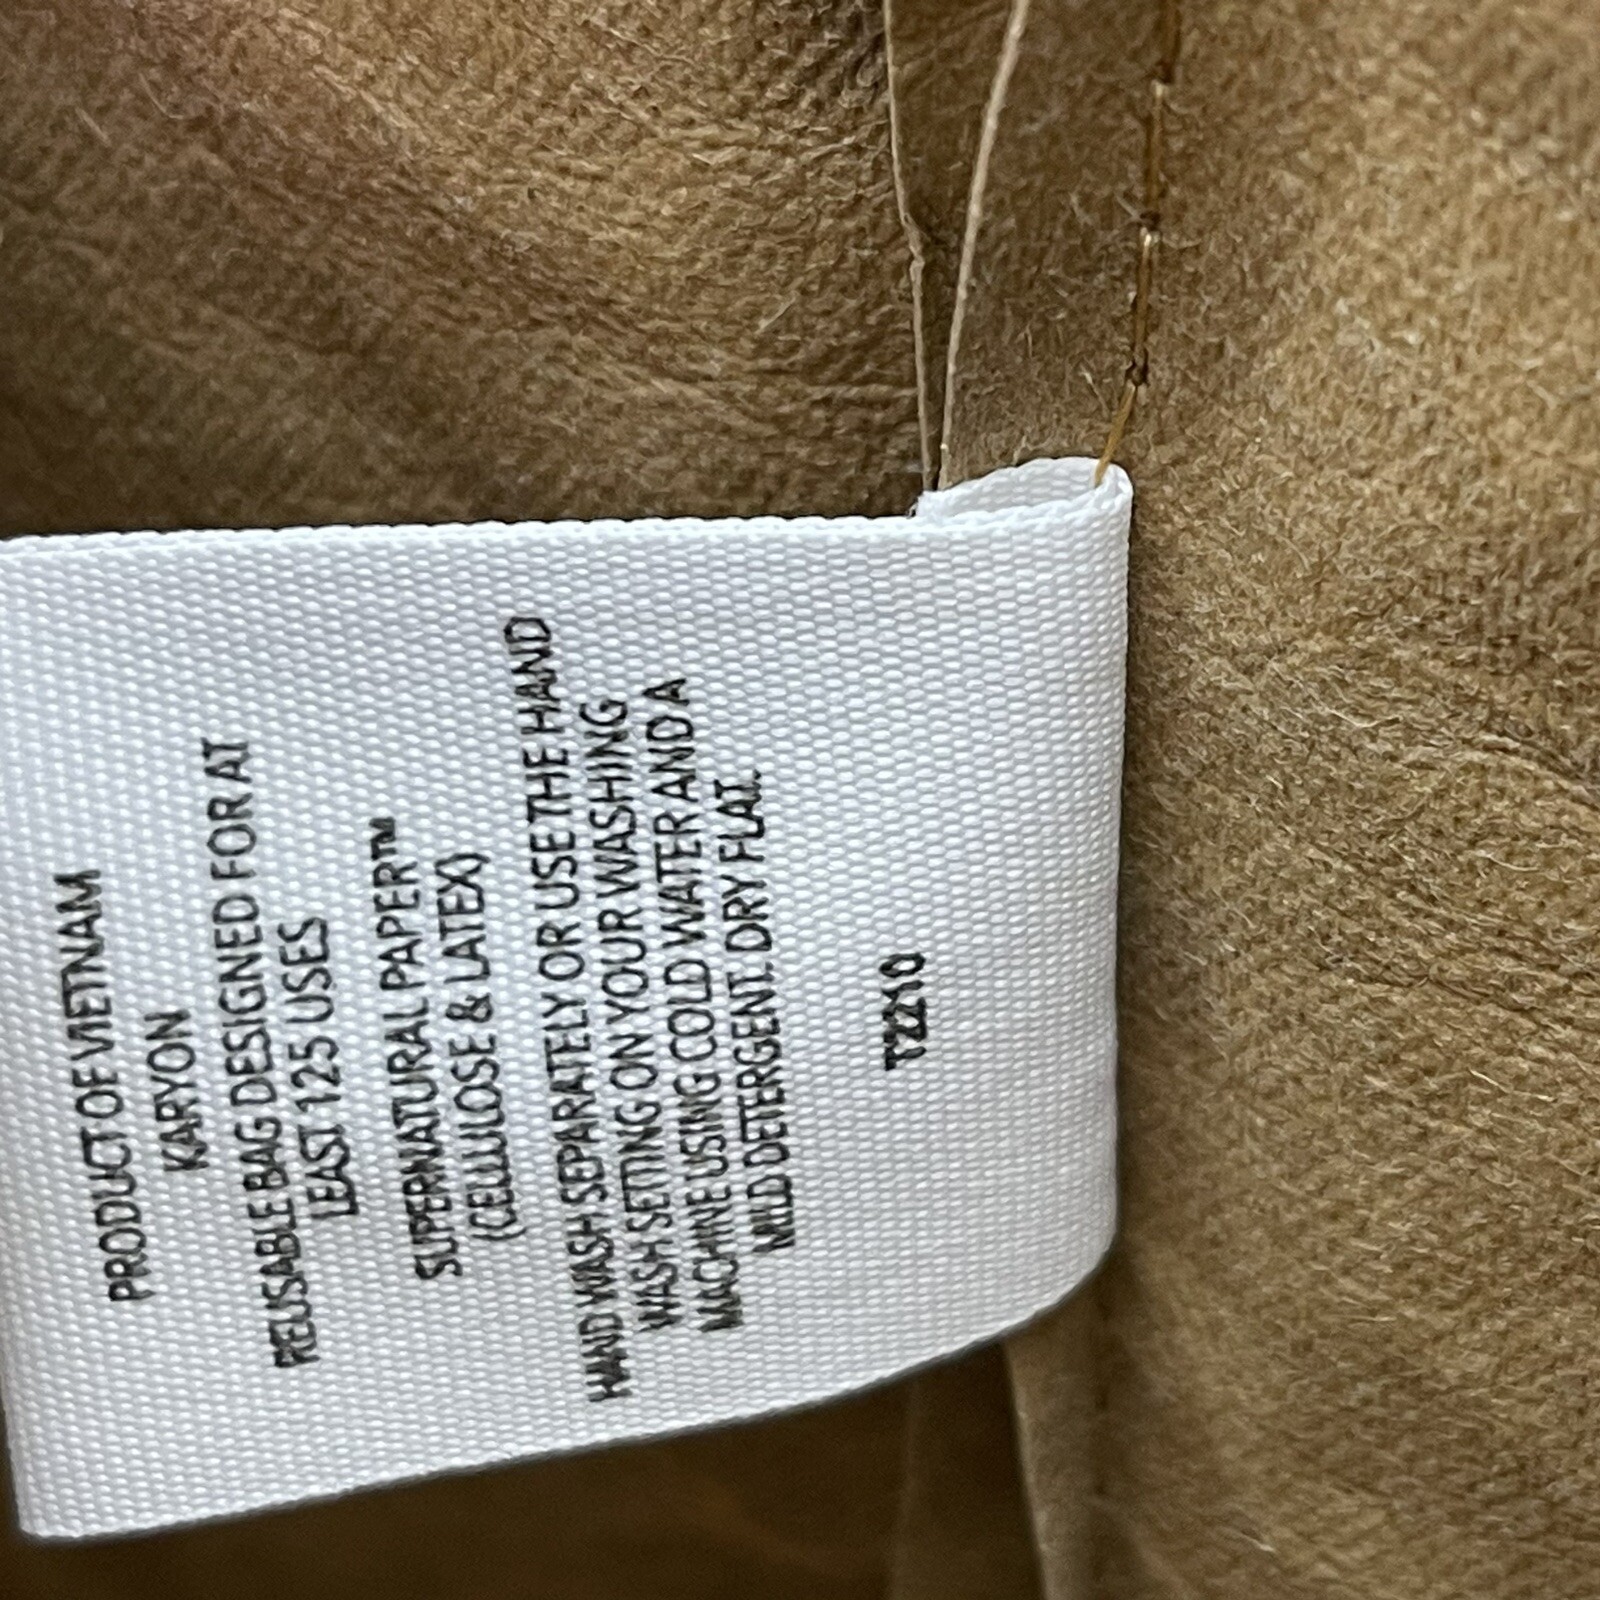 PRODUCT OF VIETNAM
KARYON
REUSABLE BAG DESIGNED FOR AT
LEAST 125 USES
SUPERNATURAL PAPER™
(CELLULOSE & LATEX)
HAND WASH SEPARATELY OR USE THE HAND
WASH SETTING ON YOUR WASHING
MACHINE USING COLD WATER AND A
MILD DETERGENT. DRY FLAT.
T2210